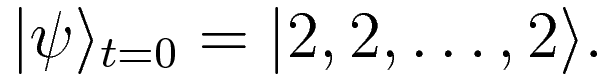 |ψ⟩t=0 = |2, 2, . . . , 2⟩.